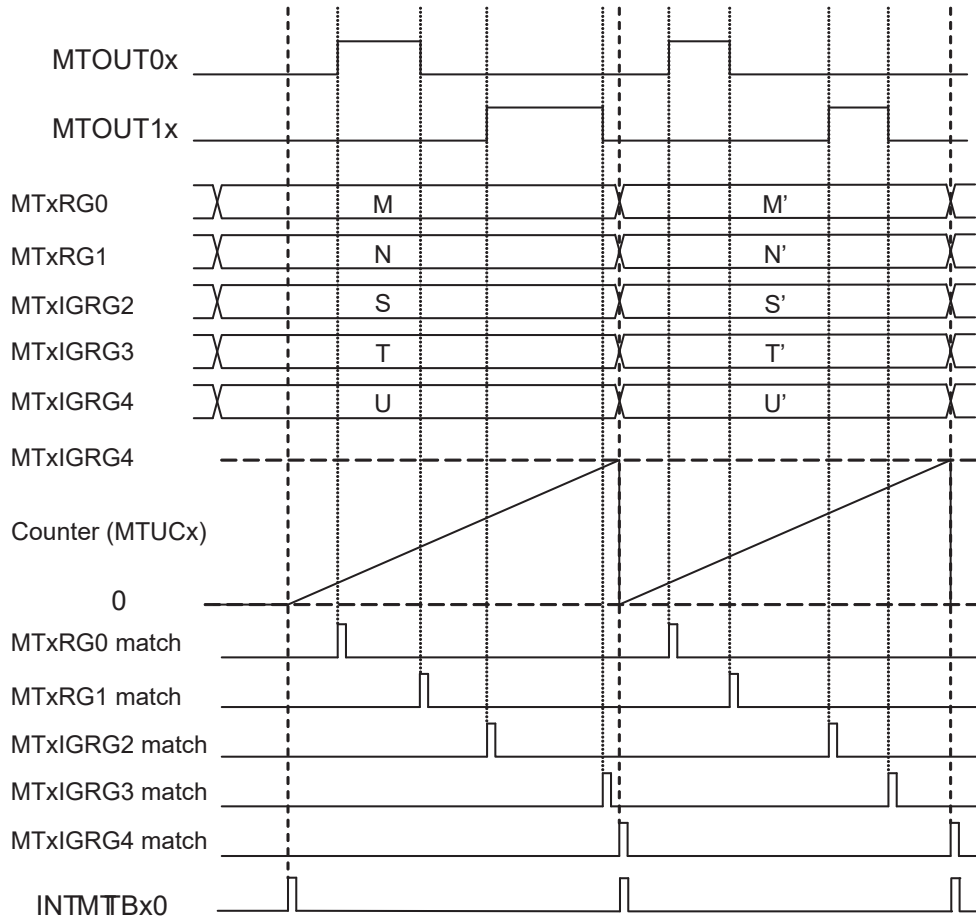 MTOUT0x
MTOUT1x
MTxRG0 M M’
MTxRG1 N N’
MTxIGRG2 S S’
MTxIGRG3 T T’
MTxIGRG4 U U’
MTxIGRG4
Counter (MTUCx)
0
MTxRG0 match
MTxRG1 match
MTxIGRG2 match
MTxIGRG3 match
MTxIGRG4 match
INTMTTBx0